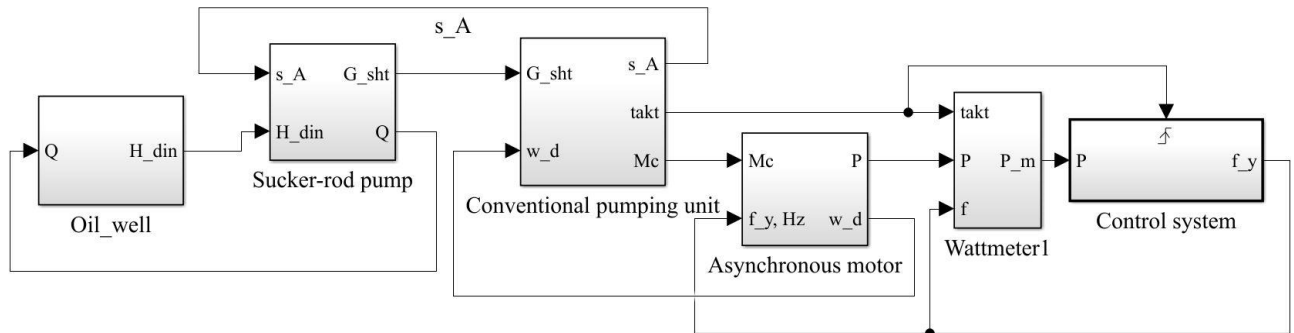 s_A
s_A
G_sht
H_din
Q
Sucker-rod pump
Q
H_din
Oil_well
G_sht
s_A
takt
w_d
Mc
Conventional pumping unit
Mc
P
f_y, Hz
w_d
Asynchronous motor
takt
P
P_m
f
Wattmeter1
P
f_y
Control system